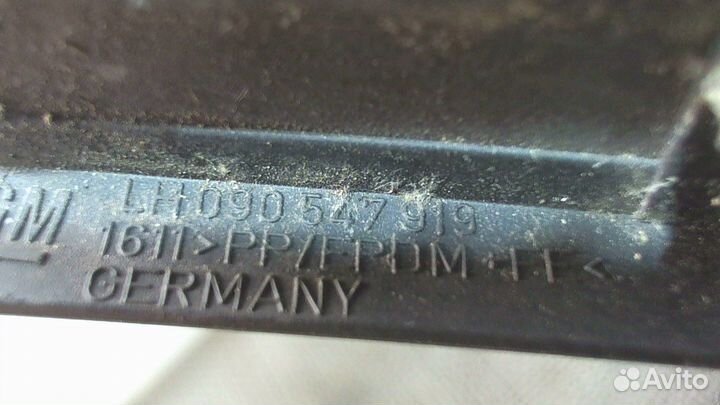 GM
LH 090 547 919
1611 >PP/EPDM
GERMANY
Avito